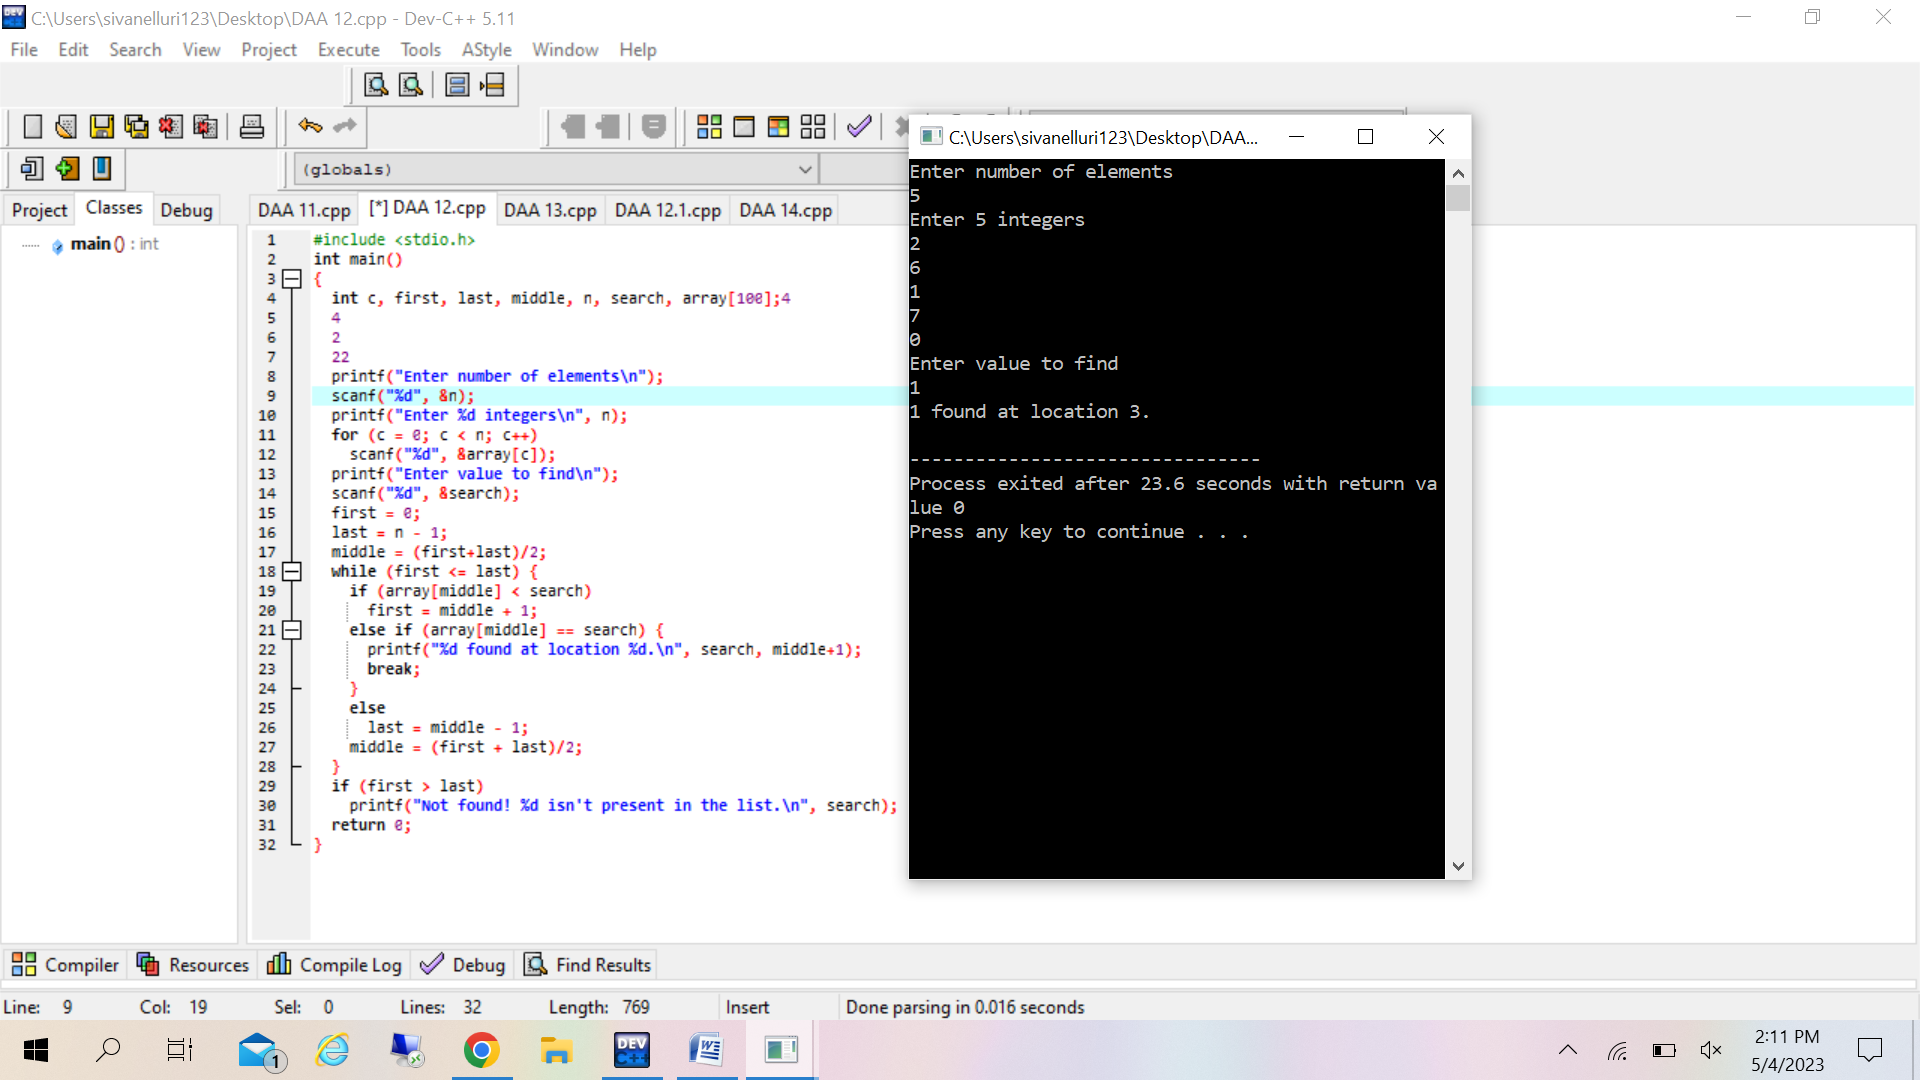 C:\Users\sivanelluri123\Desktop\DAA 12.cpp - Dev-C++ 5.11
File Edit Search View Project Execute Tools AStyle Window Help
(globals)
Project Classes Debug
main () : int
DAA 11.cpp [*] DAA 12.cpp DAA 13.cpp DAA 12.1.cpp DAA 14.cpp
1 #include <stdio.h>
2 int main()
3 {
4 int c, first, last, middle, n, search, array[100];4
5 4
6 2
7 22
8 printf("Enter number of elements\n");
9 scanf("%d", &n);
10 printf("Enter %d integers\n", n);
11 for (c = 0; c < n; c++)
12 scanf("%d", &array[c]);
13 printf("Enter value to find\n");
14 scanf("%d", &search);
15 first = 0;
16 last = n - 1;
17 middle = (first+last)/2;
18 while (first <= last) {
19 if (array[middle] < search)
20 first = middle + 1;
21 else if (array[middle] == search) {
22 printf("%d found at location %d.\n", search, middle+1);
23 break;
24 }
25 else
26 last = middle - 1;
27 middle = (first + last)/2;
28 }
29 if (first > last)
30 printf("Not found! %d isn't present in the list.\n", search);
31 return 0;
32 }
C:\Users\sivanelluri123\Desktop\DAA...
Enter number of elements
5
Enter 5 integers
2
6
1
7
0
Enter value to find
1
1 found at location 3.
--------------------------------
Process exited after 23.6 seconds with return va
lue 0
Press any key to continue . . .
Compiler Resources Compile Log Debug Find Results
Line: 9 Col: 19 Sel: 0 Lines: 32 Length: 769 Insert Done parsing in 0.016 seconds
1
DEV
C++
2:11 PM
5/4/2023